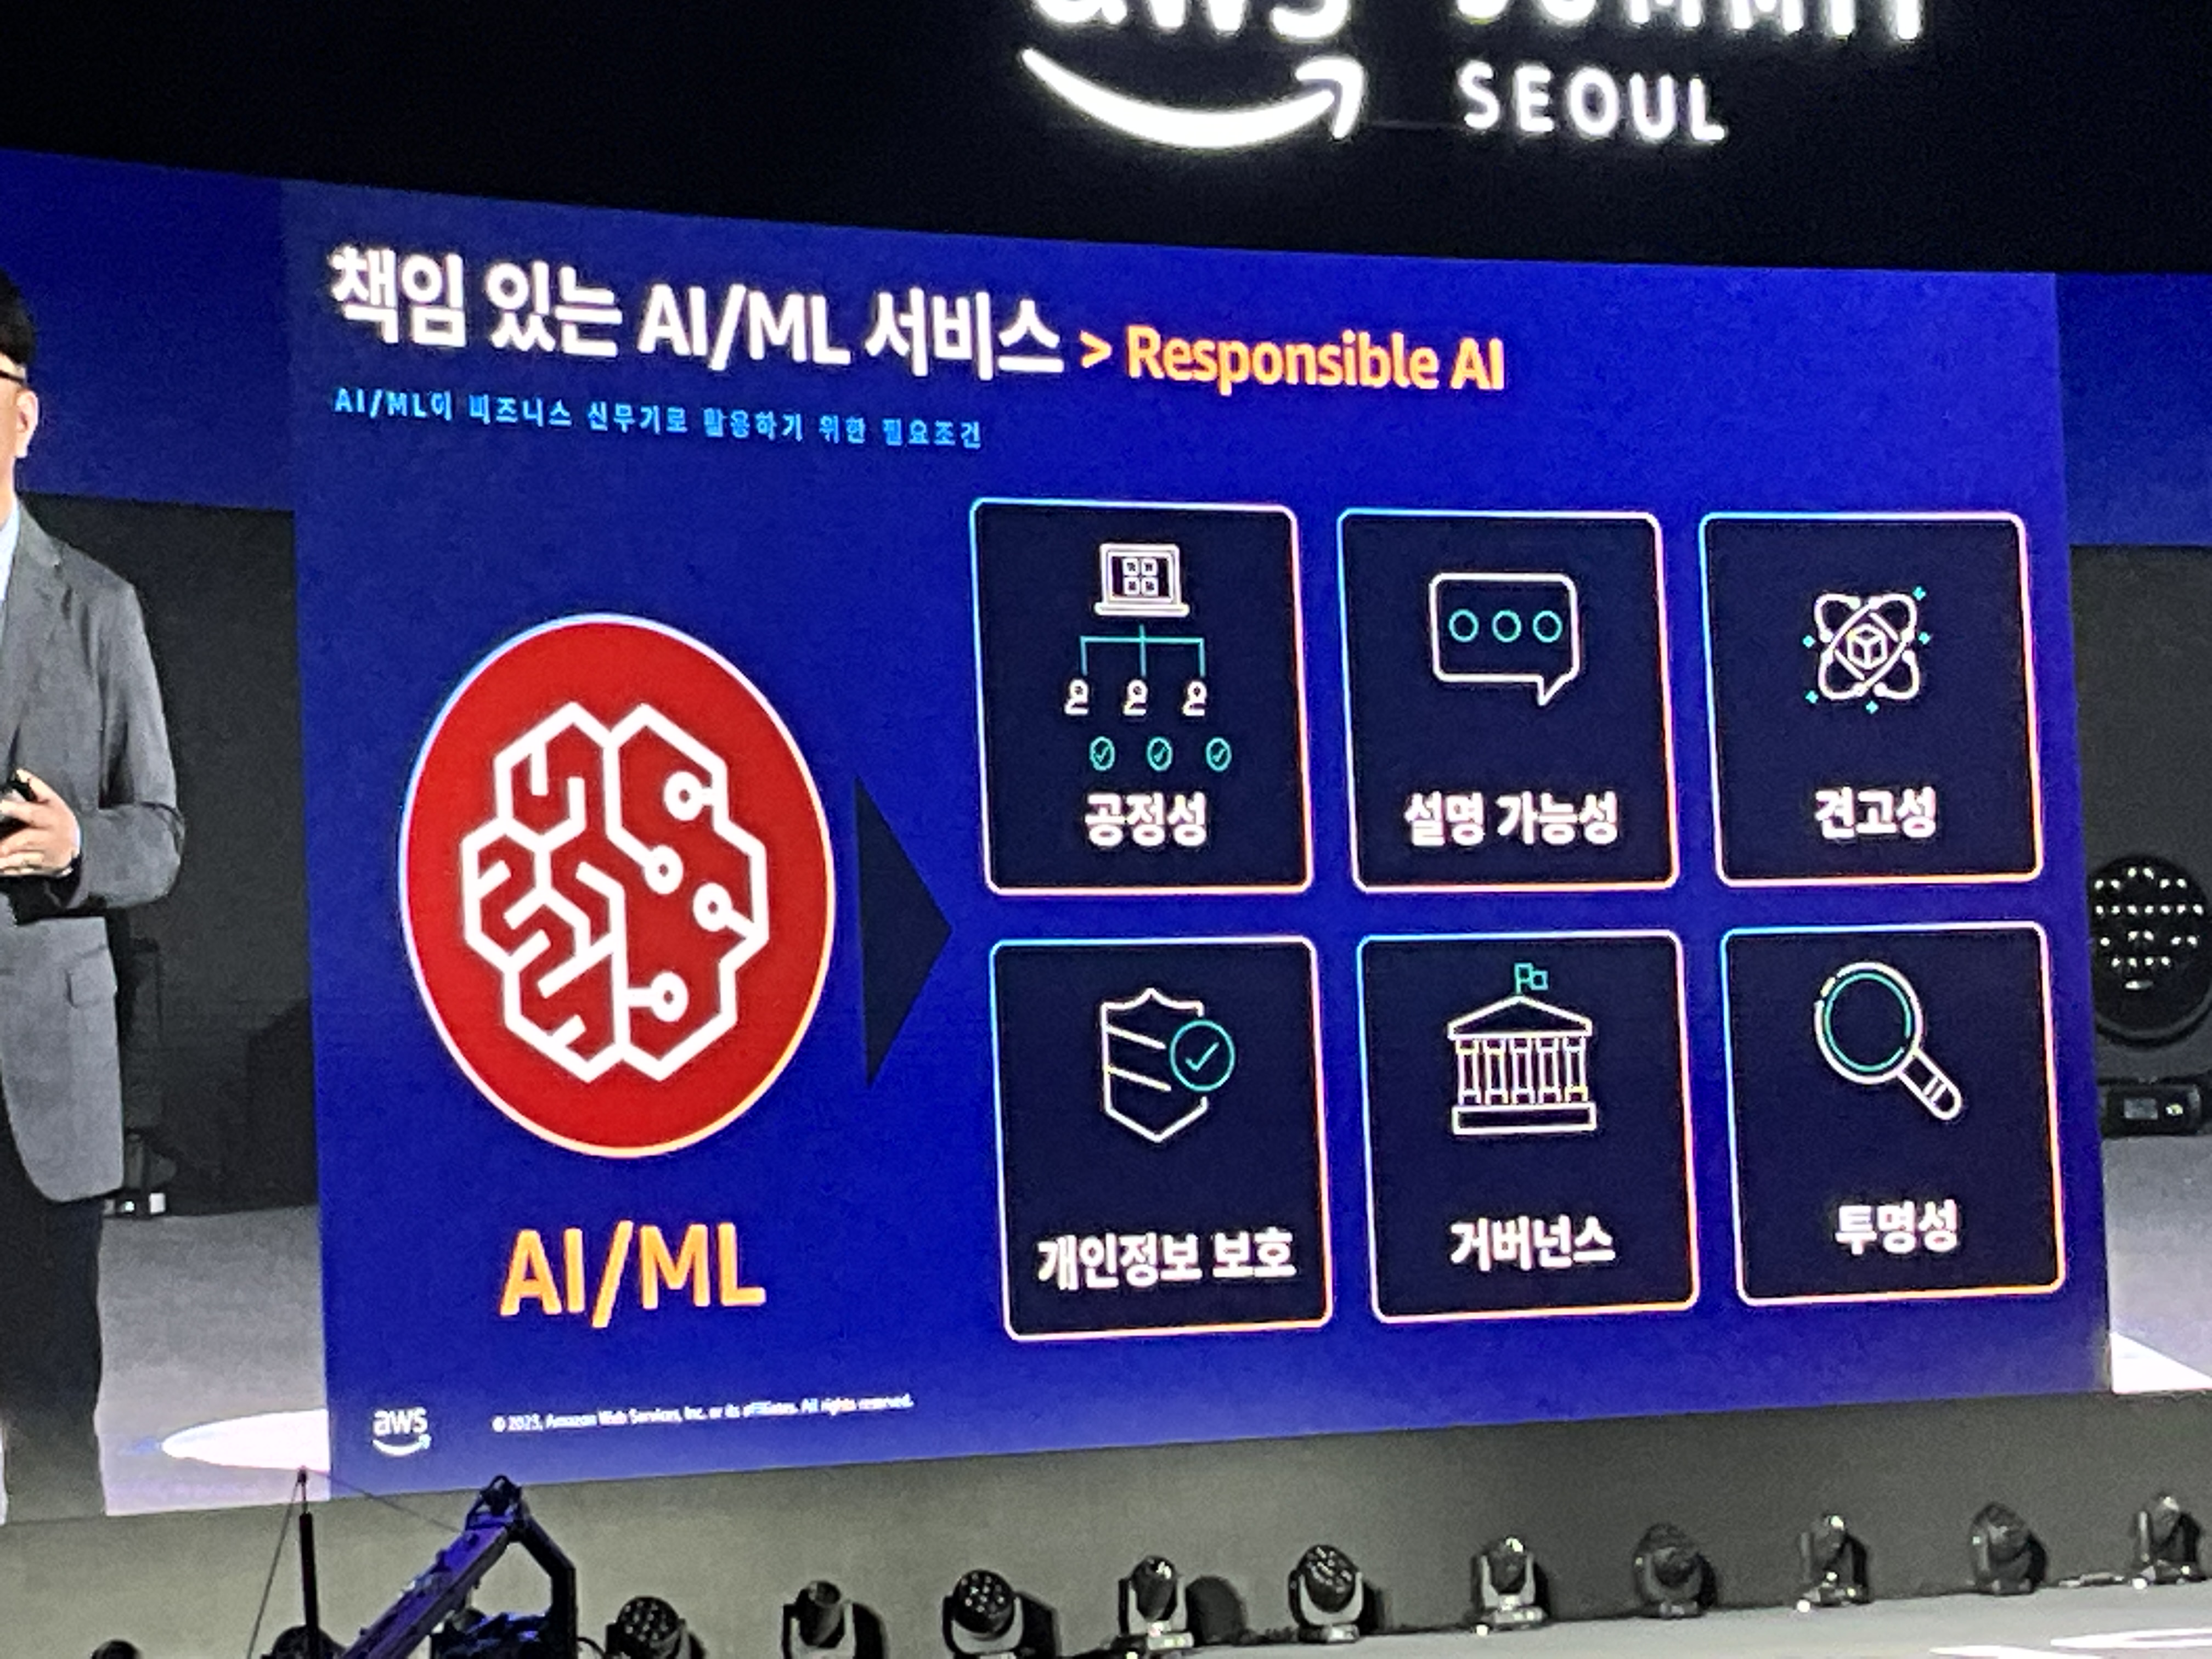 aws SUMMIT
SEOUL
책임 있는 AI/ML 서비스 > Responsible AI
AI/ML이 비즈니스 신무기로 활용하기 위한 필요조건
공정성
설명 가능성
견고성
AI/ML
개인정보 보호
거버넌스
투명성
aws
© 2023, Amazon Web Services, Inc. or its affiliates. All rights reserved.